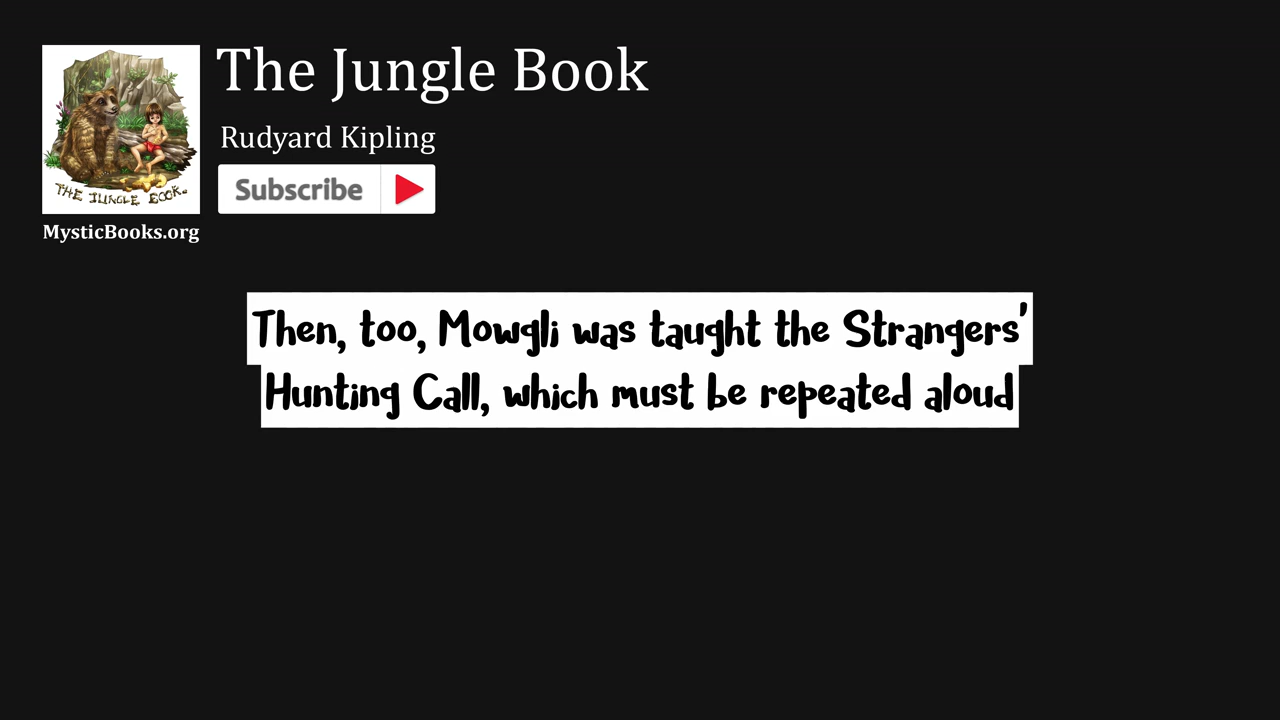 The Jungle Book
Rudyard Kipling
Subscribe
THE JUNGLE BOOK.
MysticBooks.org
Then, too, Mowgli was taught the Strangers'
Hunting Call, which must be repeated aloud